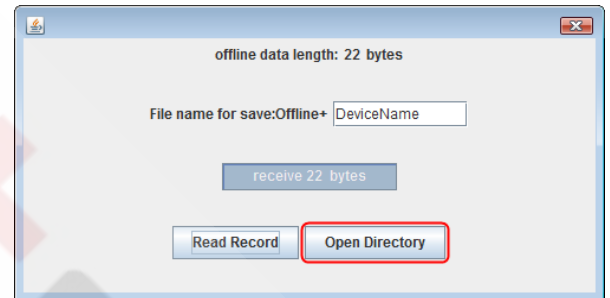 offline data length: 22 bytes
File name for save:Offline+ DeviceName
receive 22 bytes
Read Record Open Directory